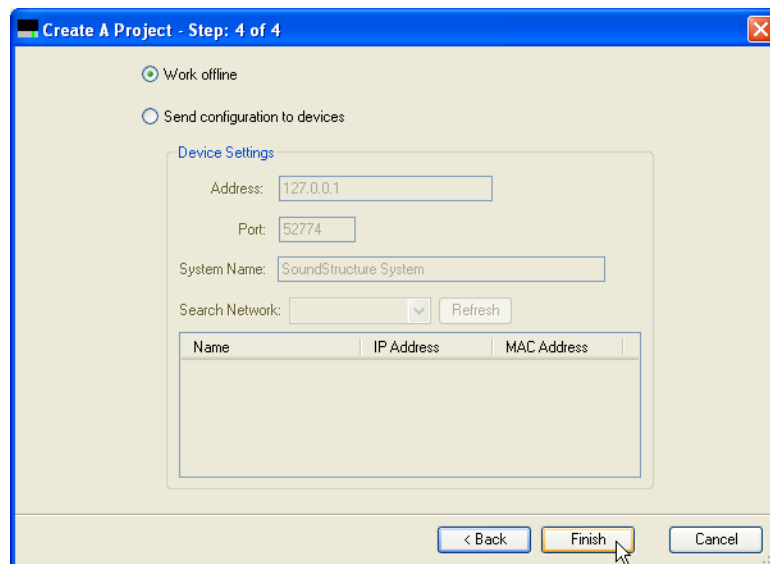 Create A Project - Step: 4 of 4
Work offline
Send configuration to devices
Device Settings
Address: 127.0.0.1
Port: 52774
System Name: SoundStructure System
Search Network: Refresh
Name IP Address MAC Address
< Back Finish Cancel